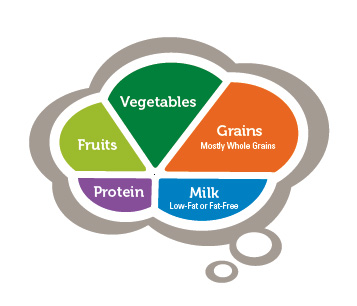 Vegetables
Fruits
Grains
Mostly Whole Grains
Protein
Milk
Low-Fat or Fat-Free